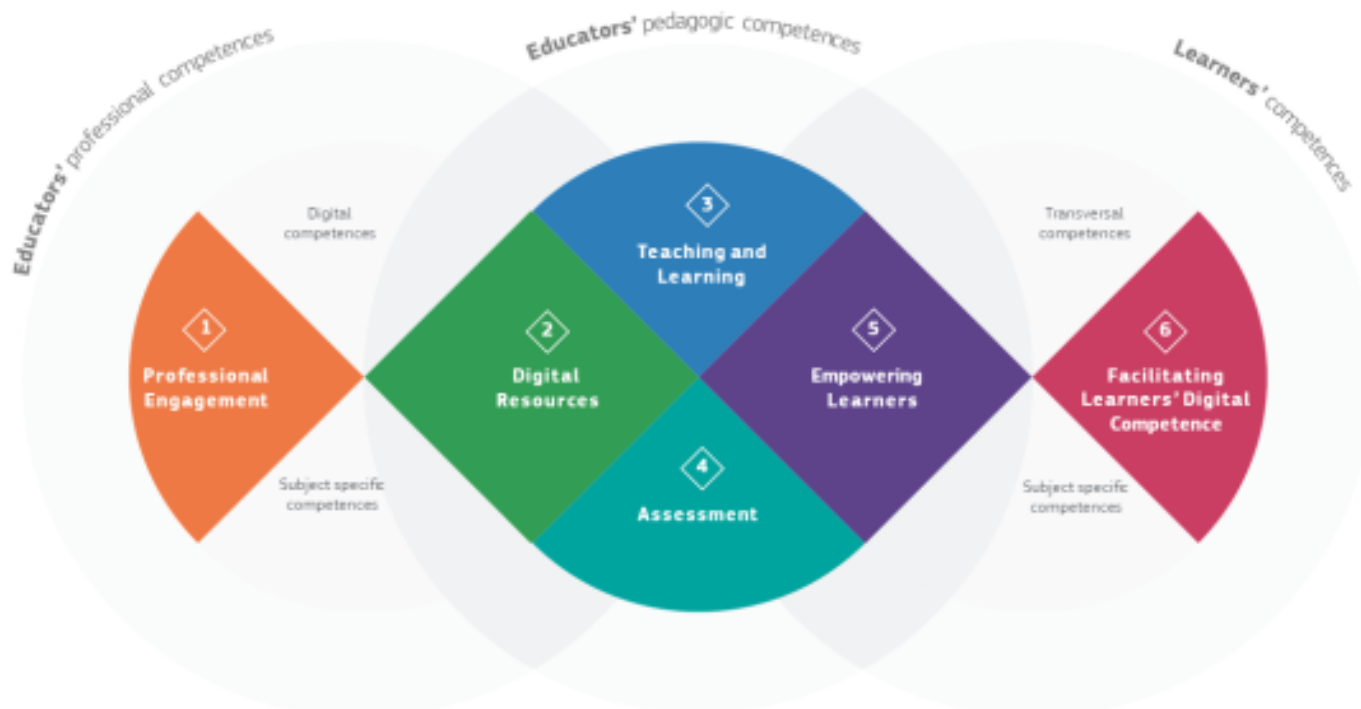 Educators' professional competences
Educators' pedagogic competences
Learners' competences
Digital
competences
Subject specific
competences
1
Professional
Engagement
2
Digital
Resources
3
Teaching and
Learning
4
Assessment
5
Empowering
Learners
Transversal
competences
Subject specific
competences
6
Facilitating
Learners' Digital
Competence